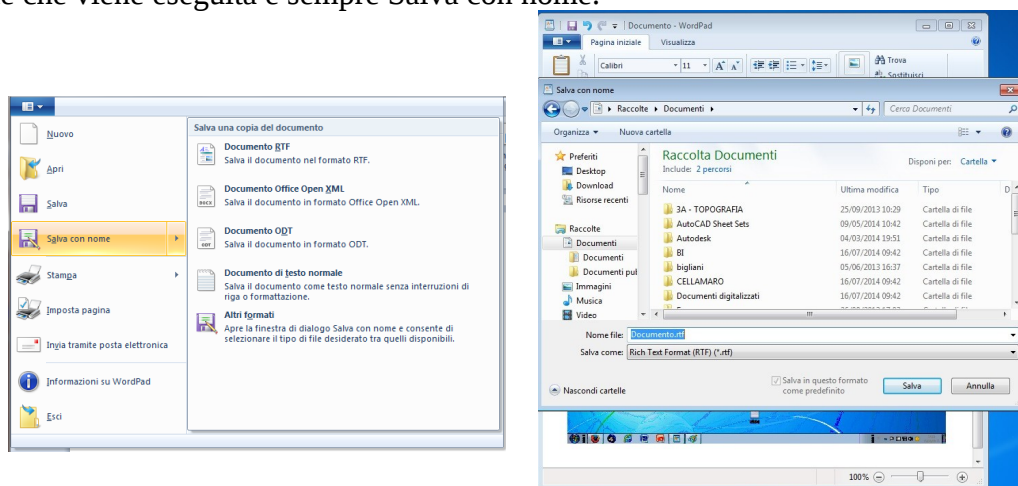 e che viene eseguita è sempre Salva con nome.
Nuovo
Apri
Salva
Salva con nome
Stampa
Imposta pagina
Invia tramite posta elettronica
Informazioni su WordPad
Esci
Salva una copia del documento
Documento RTF
Salva il documento nel formato RTF.
Documento Office Open XML
Salva il documento in formato Office Open XML.
Documento ODT
Salva il documento in formato ODT.
Documento di testo normale
Salva il documento come testo normale senza interruzioni di
riga o formattazione.
Altri formati
Apre la finestra di dialogo Salva con nome e consente di
selezionare il tipo di file desiderato tra quelli disponibili.
Documento - WordPad
Pagina iniziale Visualizza
Calibri 11 Trova
Sostituisci
Salva con nome
Raccolte Documenti Cerca Documenti
Organizza Nuova cartella
Preferiti
Desktop
Download
Risorse recenti
Raccolte
Documenti
Documenti
Documenti pub
Immagini
Musica
Video
Raccolta Documenti
Include: 2 percorsi
Disponi per: Cartella
Nome Ultima modifica Tipo D
3A - TOPOGRAFIA 25/09/2013 10:29 Cartella di file
AutoCAD Sheet Sets 09/05/2014 10:42 Cartella di file
Autodesk 04/03/2014 19:51 Cartella di file
BI 16/07/2014 09:42 Cartella di file
bigliani 05/06/2013 16:37 Cartella di file
CELLAMARO 16/07/2014 09:42 Cartella di file
Documenti digitalizzati 16/07/2014 09:42 Cartella di file
Nome file: Documento.rtf
Salva come: Rich Text Format (RTF) (*.rtf)
Nascondi cartelle
Salva in questo formato
come predefinito
Salva Annulla
100%